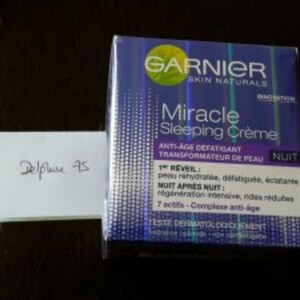 GARNIER
SKIN NATURALS
INNOVATION
Miracle
Sleeping Crème
ANTI-ÂGE DÉFATIGANT
TRANSFORMATEUR DE PEAU
NUIT
1ER RÉVEIL :
peau réhydratée, défatiguée, éclatante
NUIT APRÈS NUIT :
régénération intensive, rides réduites
7 actifs - Complexe anti-âge
TESTÉ DERMATOLOGIQUEMENT
Delphine 75